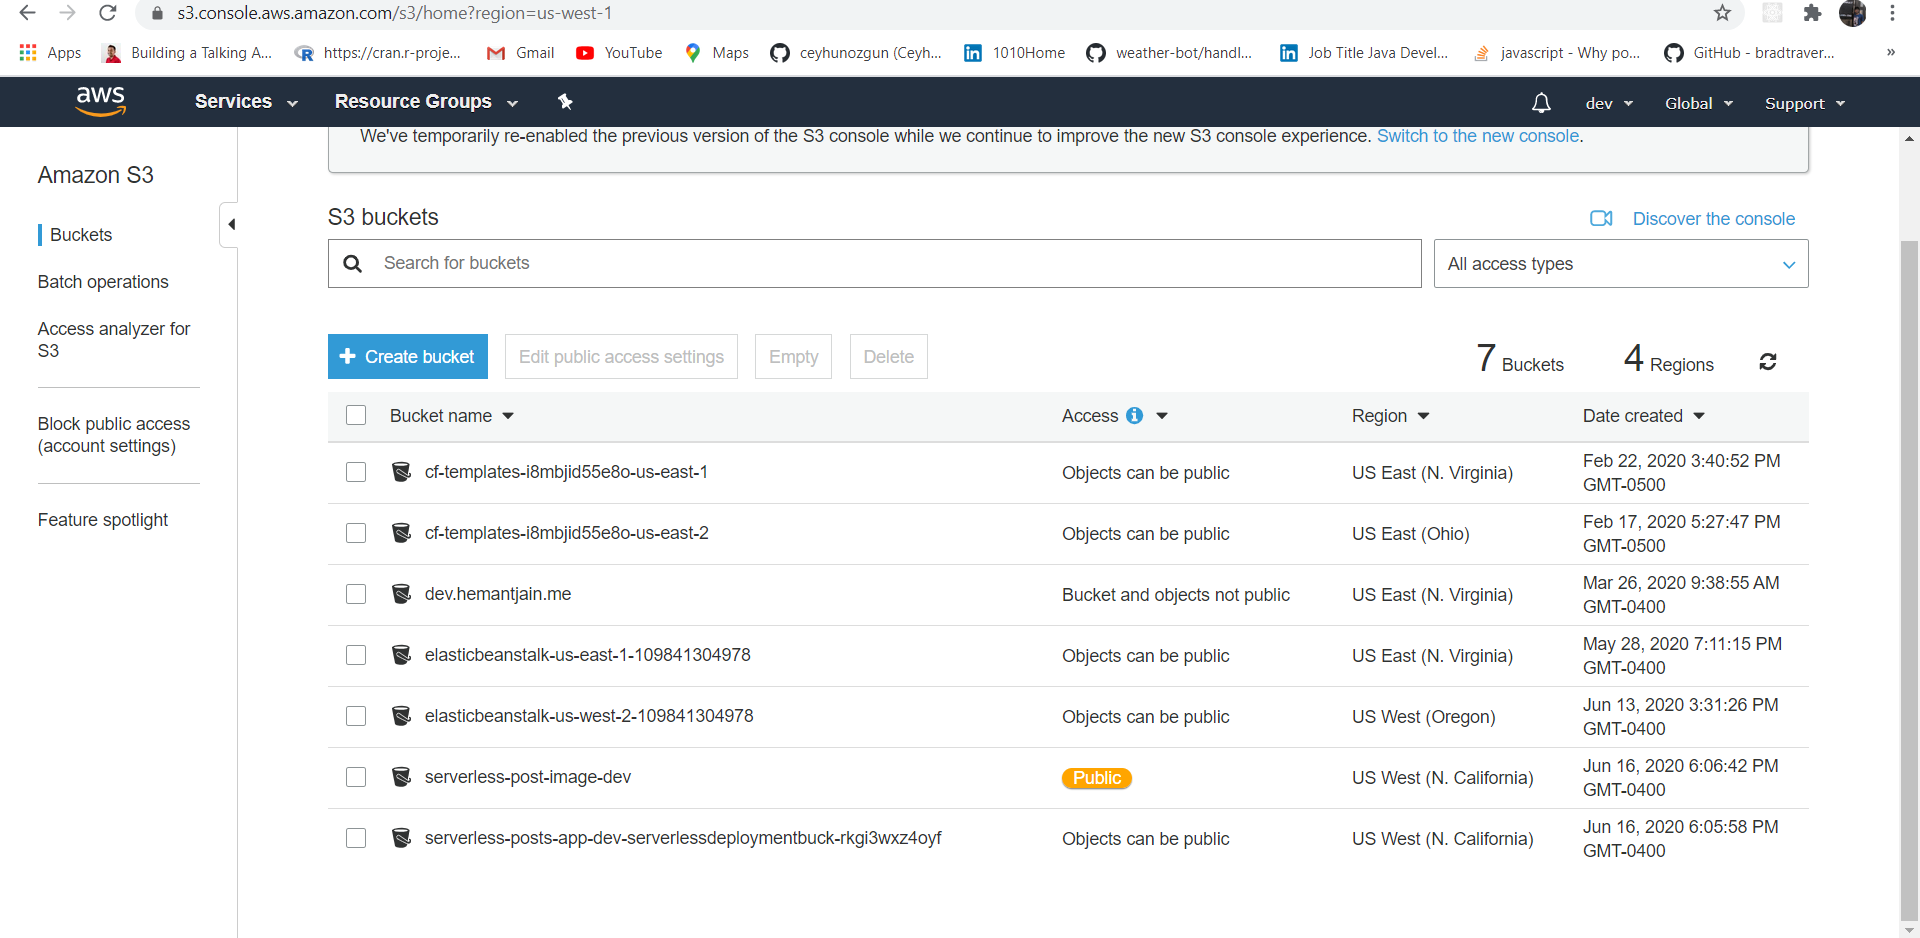 s3.console.aws.amazon.com/s3/home?region=us-west-1
Apps Building a Talking A... https://cran.r-proje... Gmail YouTube Maps ceyhunozgun (Ceyh... 1010Home weather-bot/handl... Job Title Java Devel... javascript - Why po... GitHub - bradtraver... »
aws Services Resource Groups dev Global Support
We've temporarily re-enabled the previous version of the S3 console while we continue to improve the new S3 console experience. Switch to the new console.
Amazon S3
Buckets
Batch operations
Access analyzer for
S3
Block public access
(account settings)
Feature spotlight
S3 buckets
Discover the console
Search for buckets
All access types
+ Create bucket Edit public access settings Empty Delete
7 Buckets 4 Regions
Bucket name Access Region Date created
cf-templates-i8mbjid55e8o-us-east-1 Objects can be public US East (N. Virginia) Feb 22, 2020 3:40:52 PM
GMT-0500
cf-templates-i8mbjid55e8o-us-east-2 Objects can be public US East (Ohio) Feb 17, 2020 5:27:47 PM
GMT-0500
dev.hemantjain.me Bucket and objects not public US East (N. Virginia) Mar 26, 2020 9:38:55 AM
GMT-0400
elasticbeanstalk-us-east-1-109841304978 Objects can be public US East (N. Virginia) May 28, 2020 7:11:15 PM
GMT-0400
elasticbeanstalk-us-west-2-109841304978 Objects can be public US West (Oregon) Jun 13, 2020 3:31:26 PM
GMT-0400
serverless-post-image-dev Public US West (N. California) Jun 16, 2020 6:06:42 PM
GMT-0400
serverless-posts-app-dev-serverlessdeploymentbuck-rkgi3wxz4oyf Objects can be public US West (N. California) Jun 16, 2020 6:05:58 PM
GMT-0400